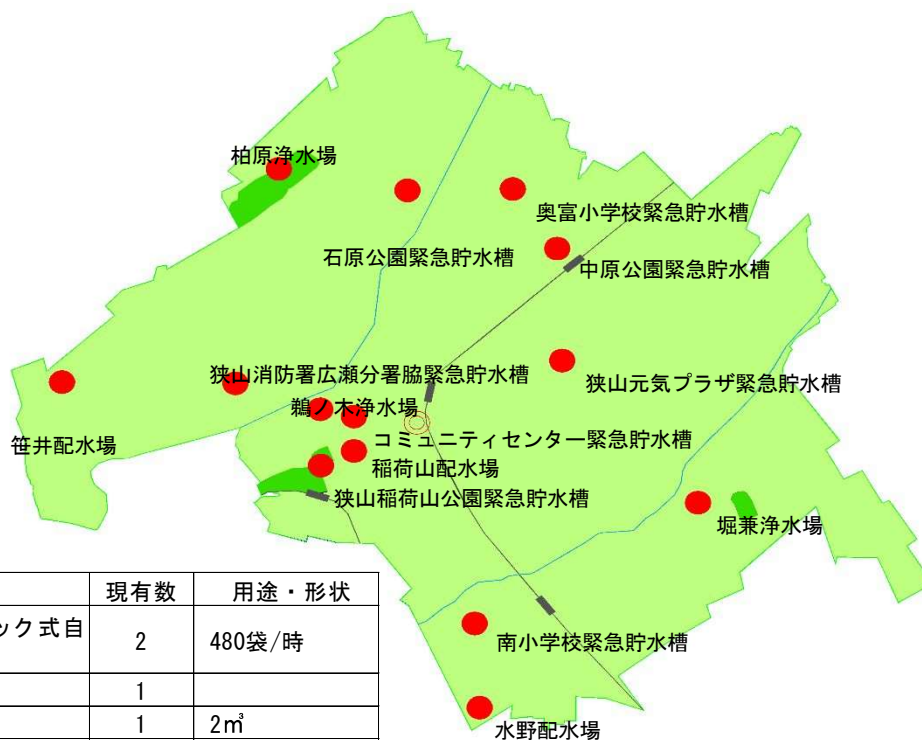 柏原浄水場
奥富小学校緊急貯水槽
石原公園緊急貯水槽
中原公園緊急貯水槽
狭山消防署広瀬分署脇緊急貯水槽
狭山元気プラザ緊急貯水槽
鵜ノ木浄水場
笹井配水場
コミュニティセンター緊急貯水槽
稲荷山配水場
狭山稲荷山公園緊急貯水槽
堀兼浄水場
南小学校緊急貯水槽
水野配水場
現有数 用途・形状
ック式自 2 480袋/時
1
1 2㎥